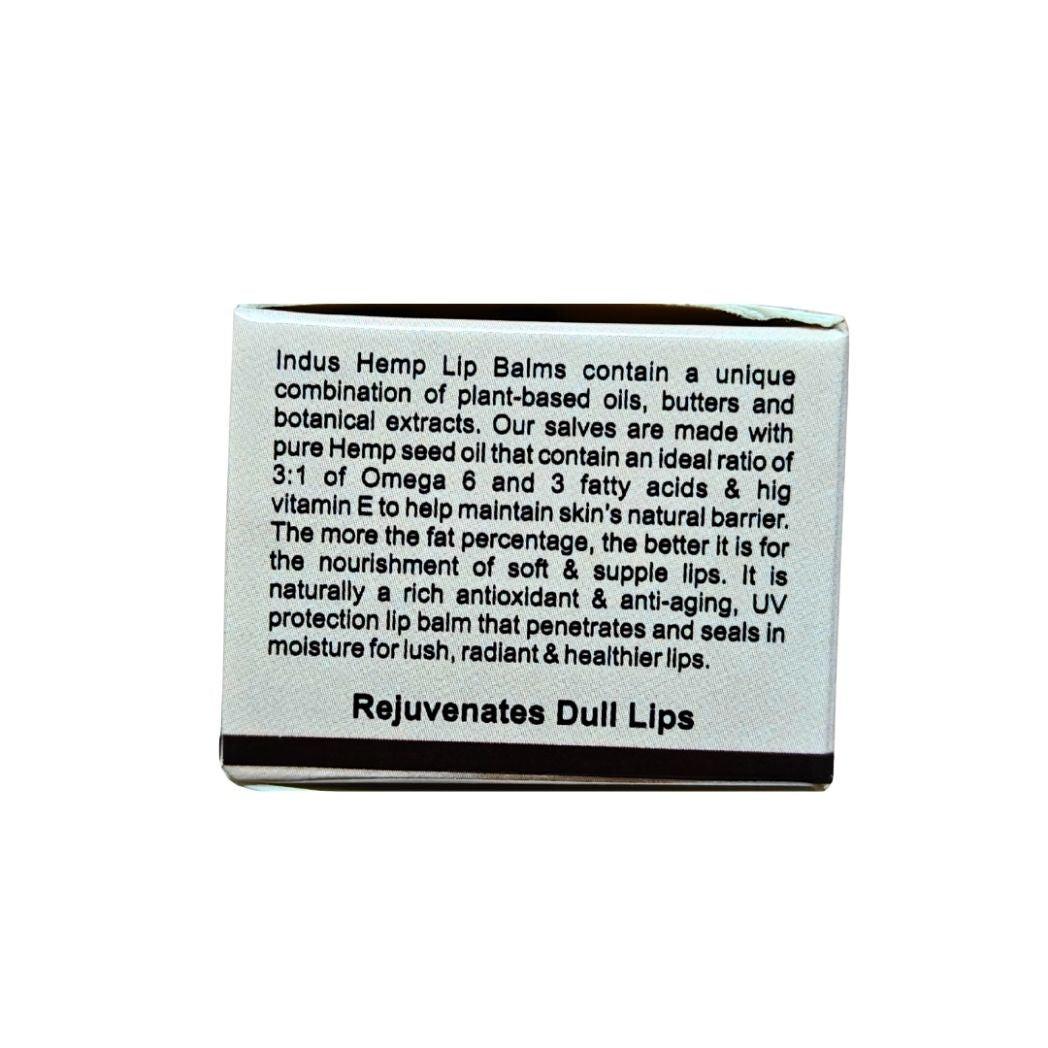 Indus Hemp Lip Balms contain a unique
combination of plant-based oils, butters and
botanical extracts. Our salves are made with
pure Hemp seed oil that contain an ideal ratio of
3:1 of Omega 6 and 3 fatty acids & hig
vitamin E to help maintain skin's natural barrier.
The more the fat percentage, the better it is for
the nourishment of soft & supple lips. It is
naturally a rich antioxidant & anti-aging, UV
protection lip balm that penetrates and seals in
moisture for lush, radiant & healthier lips.
Rejuvenates Dull Lips